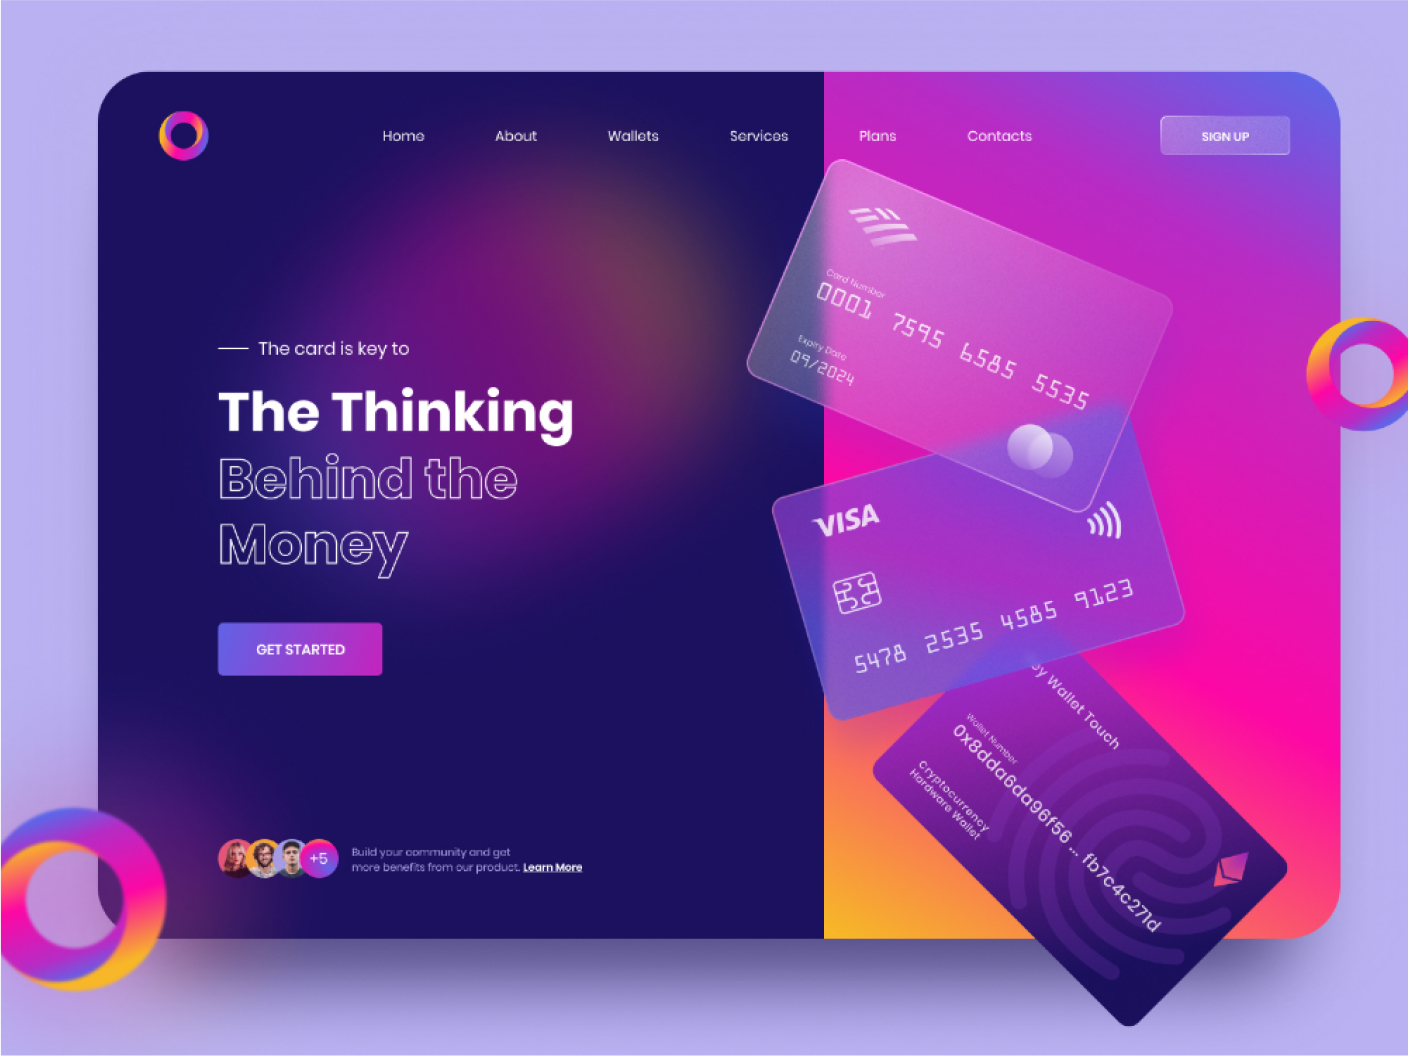 Home About Wallets Services Plans Contacts SIGN UP
The card is key to
The Thinking
Behind the
Money
GET STARTED
+5
Build your community and get
more benefits from our product. Learn More
Card Number
0001 7595 6585 5535
Expiry Date
09/2024
VISA
5478 2535 4585 9123
Wallet Touch
Wallet Number
0x8dda6da96f56 ... fb7c4c271d
Cryptocurrency
Hardware Wallet